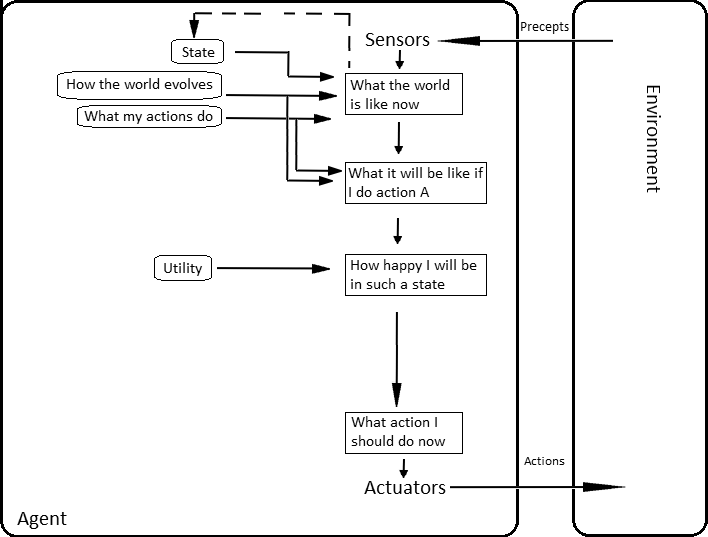 Precepts
Sensors
State
How the world evolves
What my actions do
What the world
is like now
Environment
What it will be like if
I do action A
Utility
How happy I will be
in such a state
What action I
should do now
Actions
Actuators
Agent